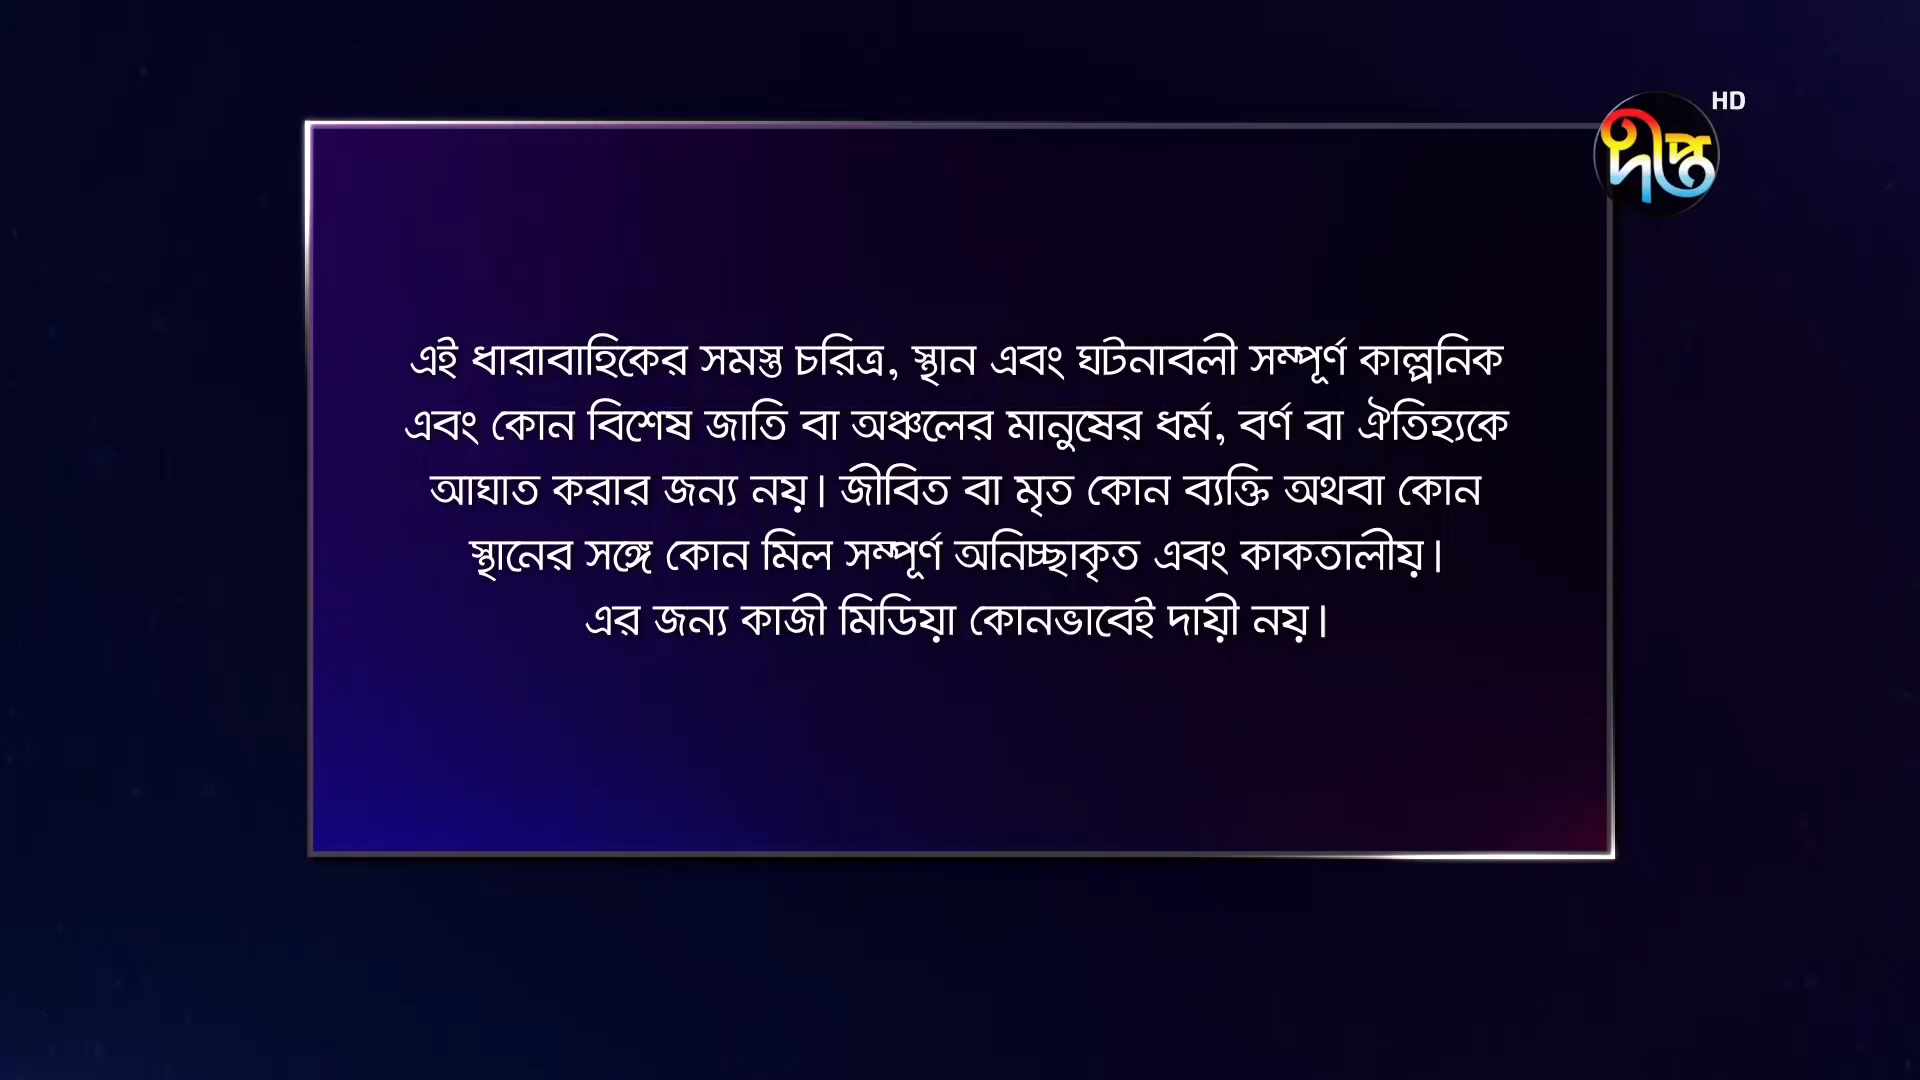 HD
দীপ্ত
এই ধারাবাহিকের সমস্ত চরিত্র, স্থান এবং ঘটনাবলী সম্পূর্ণ কাল্পনিক
এবং কোন বিশেষ জাতি বা অঞ্চলের মানুষের ধর্ম, বর্ণ বা ঐতিহ্যকে
আঘাত করার জন্য নয়। জীবিত বা মৃত কোন ব্যক্তি অথবা কোন
স্থানের সঙ্গে কোন মিল সম্পূর্ণ অনিচ্ছাকৃত এবং কাকতালীয়।
এর জন্য কাজী মিডিয়া কোনভাবেই দায়ী নয়।